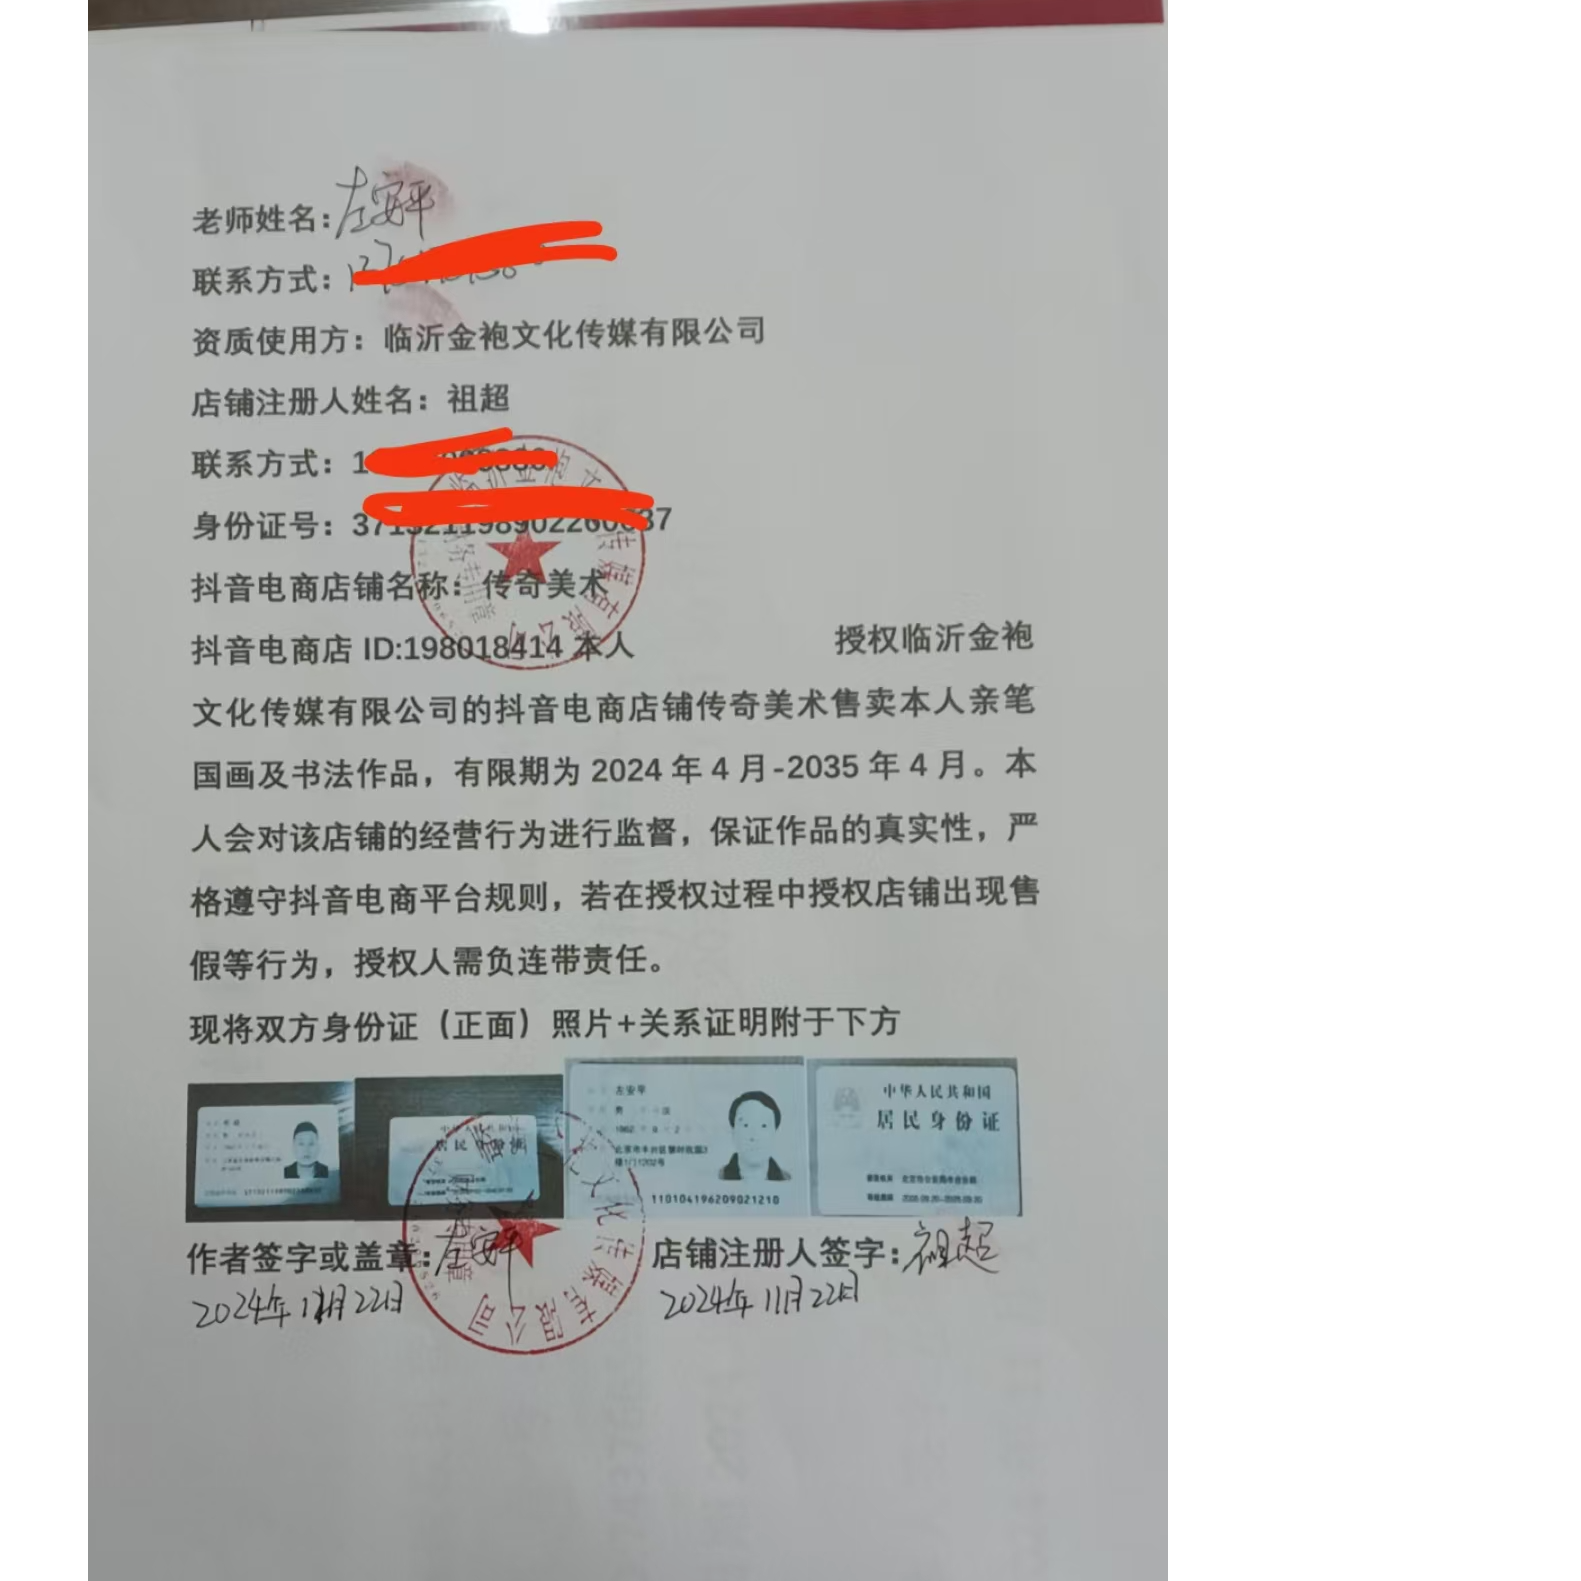 老师姓名：左安平
联系方式：
资质使用方：临沂金袍文化传媒有限公司
店铺注册人姓名：祖超
联系方式：1
身份证号：
抖音电商店铺名称：传奇美术
抖音电商店 ID:198018414 本人 授权临沂金袍
文化传媒有限公司的抖音电商店铺传奇美术售卖本人亲笔
国画及书法作品，有限期为 2024 年 4 月-2035 年 4 月。本
人会对该店铺的经营行为进行监督，保证作品的真实性，严
格遵守抖音电商平台规则，若在授权过程中授权店铺出现售
假等行为，授权人需负连带责任。
现将双方身份证（正面）照片+关系证明附于下方
左安平
男
中华人民共和国
居民身份证
作者签字或盖章：左安平 店铺注册人签字：祖超
2024年11月22日 2024年11月22日